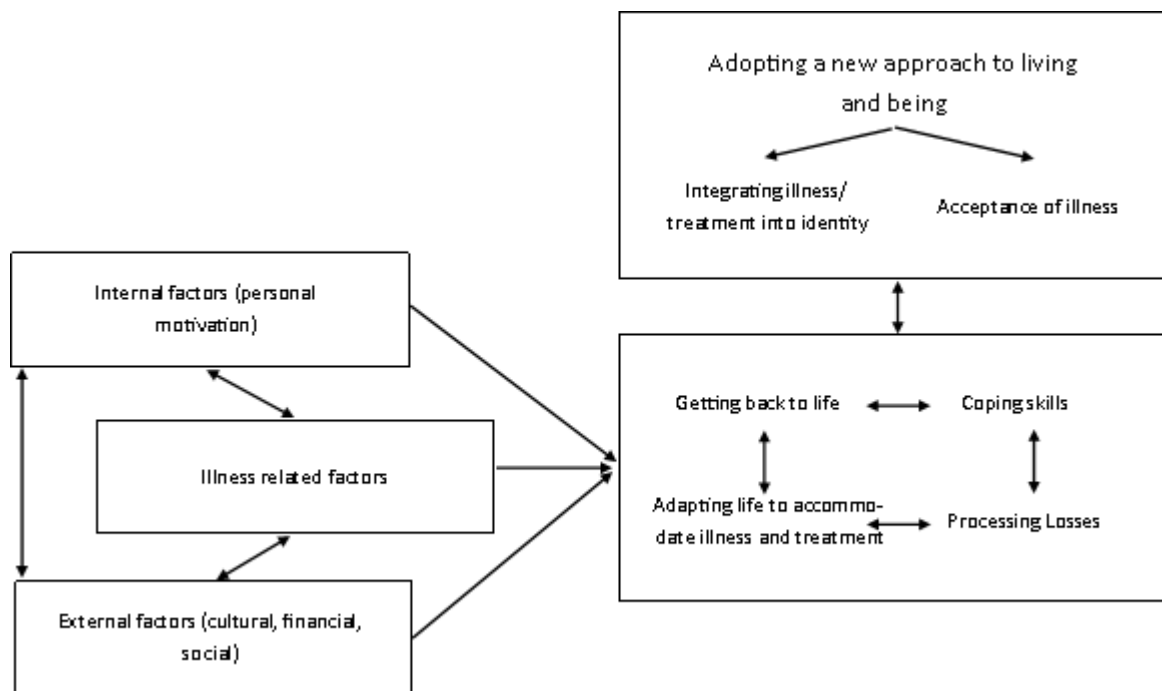 Adopting a new approach to living
and being
Integrating illness/
treatment into identity
Acceptance of illness
Internal factors (personal
motivation)
Illness related factors
External factors (cultural, financial,
social)
Getting back to life
Coping skills
Adapting life to accommo-
date illness and treatment
Processing Losses